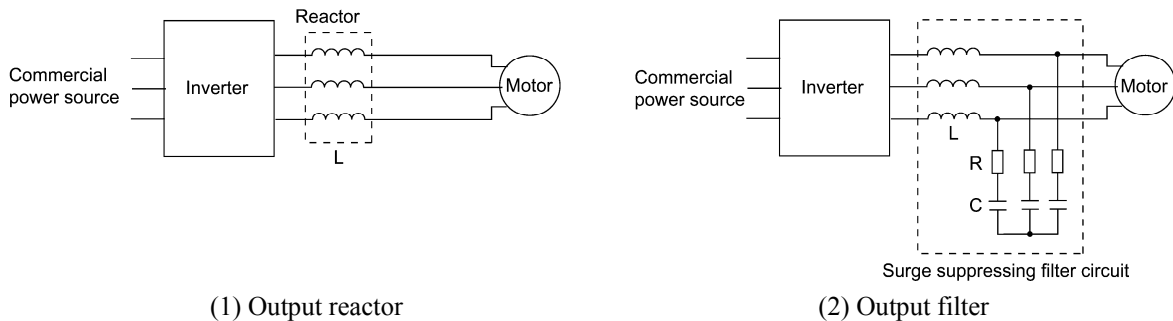 Reactor
Commercial
power source
Inverter
Motor
L
(1) Output reactor
Commercial
power source
Inverter
Motor
L
R
C
Surge suppressing filter circuit
(2) Output filter